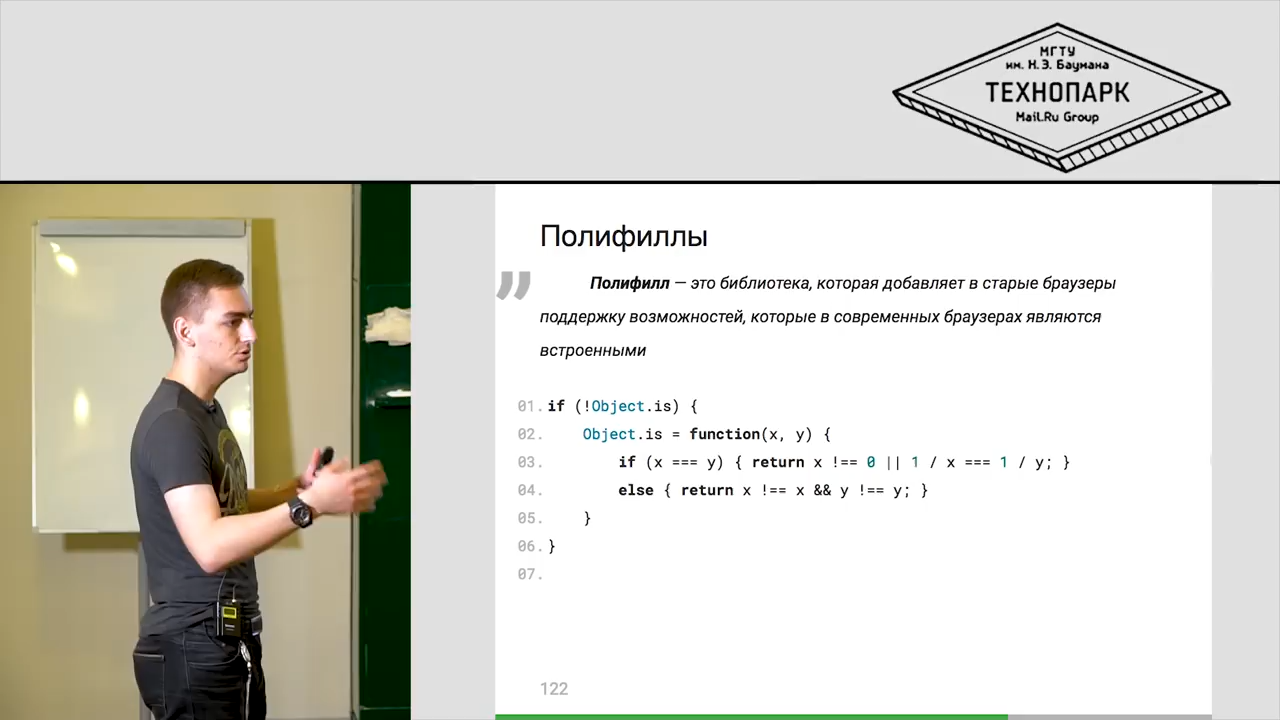 МГТУ
им. Н.Э. Баумана
ТЕХНОПАРК
Mail.Ru Group
Полифиллы
” Полифилл — это библиотека, которая добавляет в старые браузеры
поддержку возможностей, которые в современных браузерах являются
встроенными
01. if (!Object.is) {
02.     Object.is = function(x, y) {
03.         if (x === y) { return x !== 0 || 1 / x === 1 / y; }
04.         else { return x !== x && y !== y; }
05.     }
06. }
07.
122